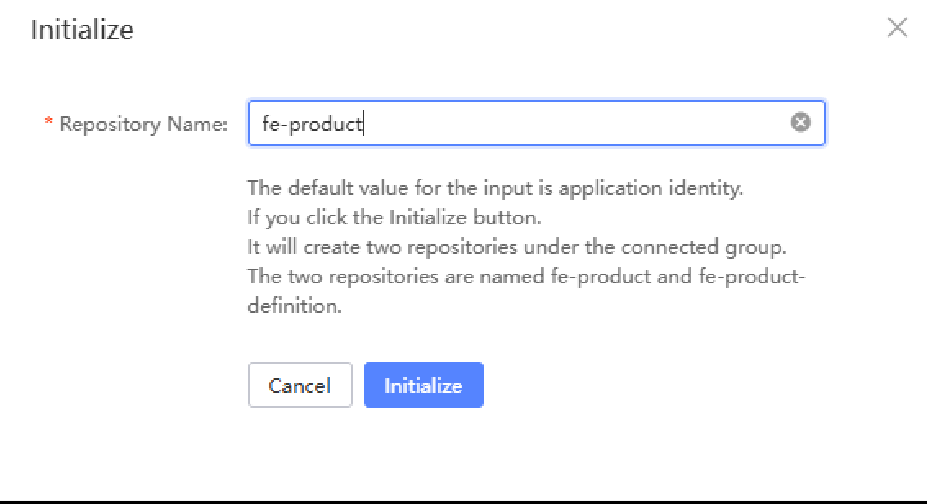 Initialize
* Repository Name: fe-product
The default value for the input is application identity.
If you click the Initialize button.
It will create two repositories under the connected group.
The two repositories are named fe-product and fe-product-
definition.
Cancel Initialize